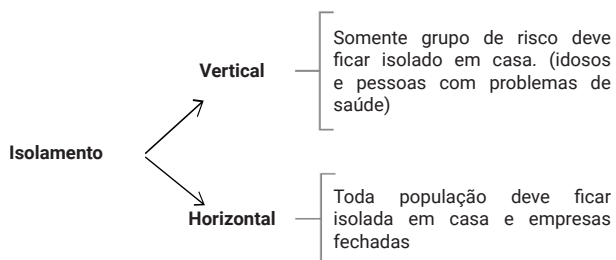 Isolamento
Vertical
Somente grupo de risco deve
ficar isolado em casa. (idosos
e pessoas com problemas de
saúde)
Horizontal
Toda população deve ficar
isolada em casa e empresas
fechadas